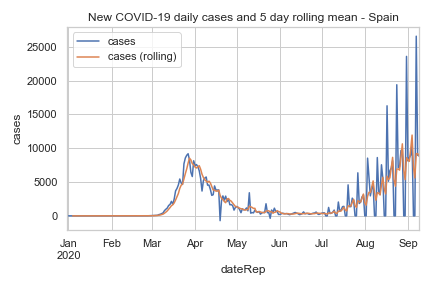 New COVID-19 daily cases and 5 day rolling mean - Spain
cases
cases (rolling)
25000
20000
15000
10000
5000
0
cases
Jan Feb Mar Apr May Jun Jul Aug Sep
2020
dateRep